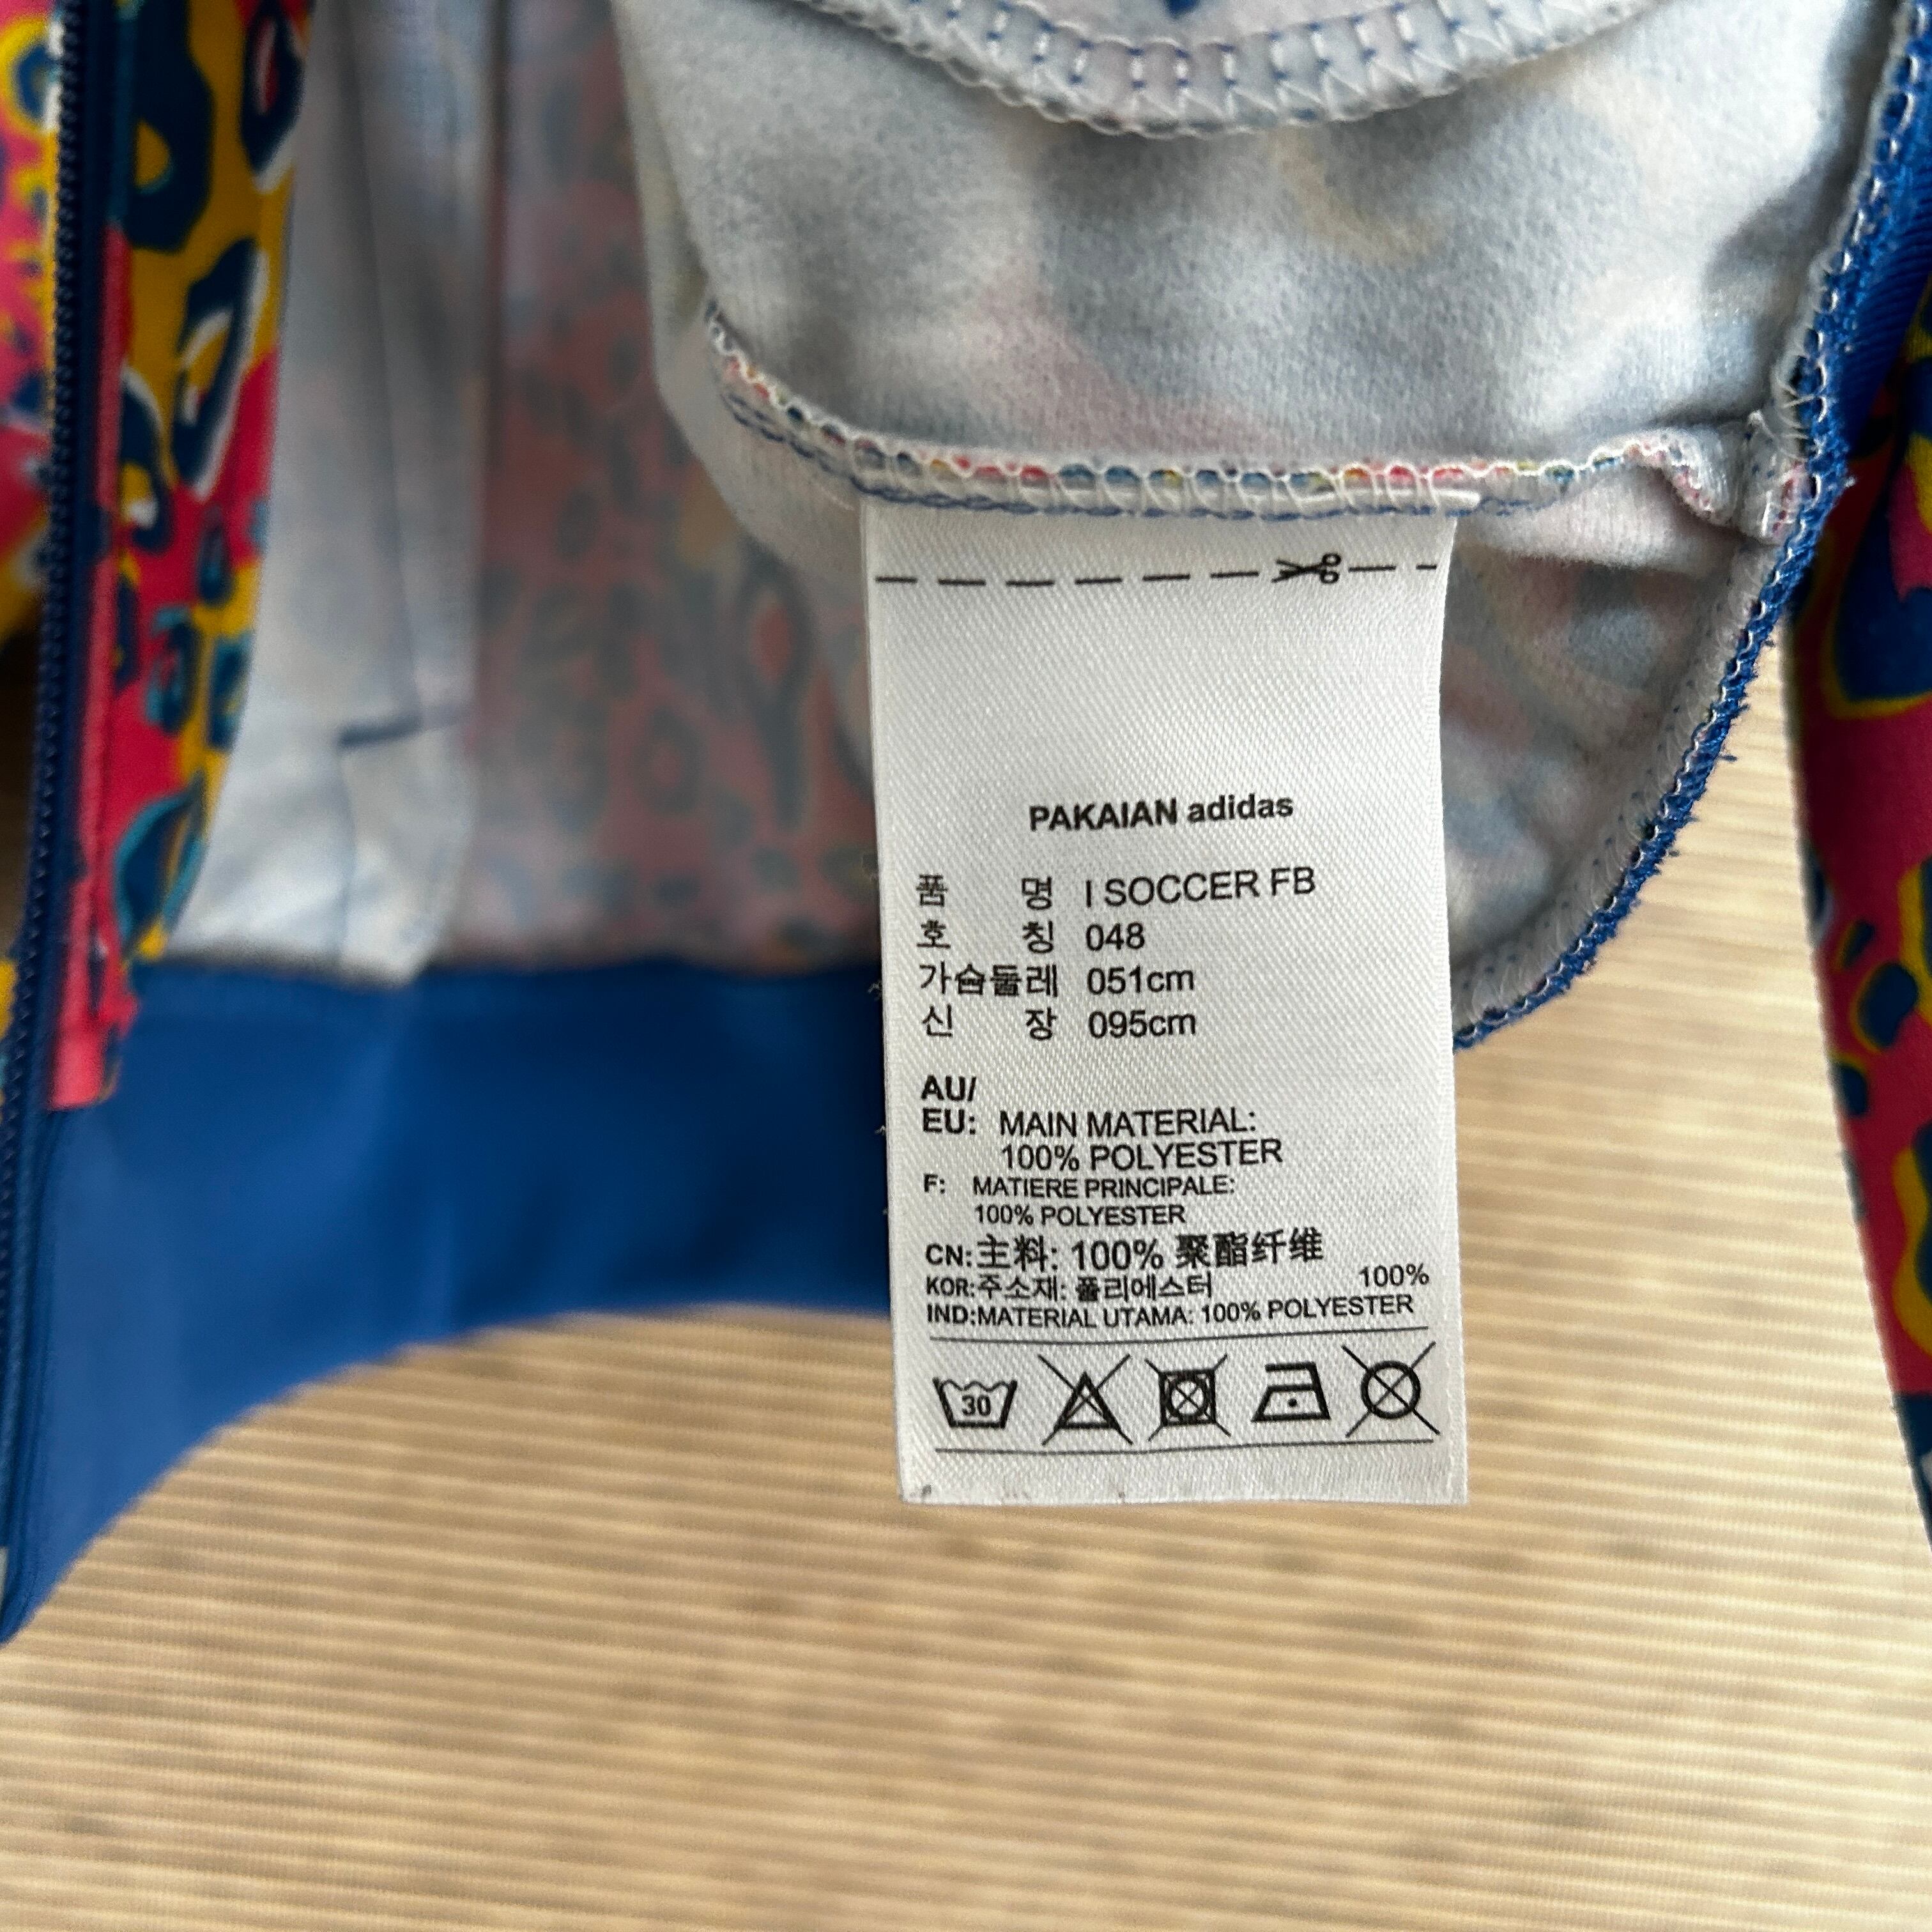 PAKAIAN adidas
품 명 I SOCCER FB
호 칭 048
가슴둘레 051cm
신 장 095cm
AU/
EU: MAIN MATERIAL:
100% POLYESTER
F: MATIERE PRINCIPALE:
100% POLYESTER
CN:主料: 100% 聚酯纤维
KOR:주소재: 폴리에스터 100%
IND:MATERIAL UTAMA: 100% POLYESTER
30